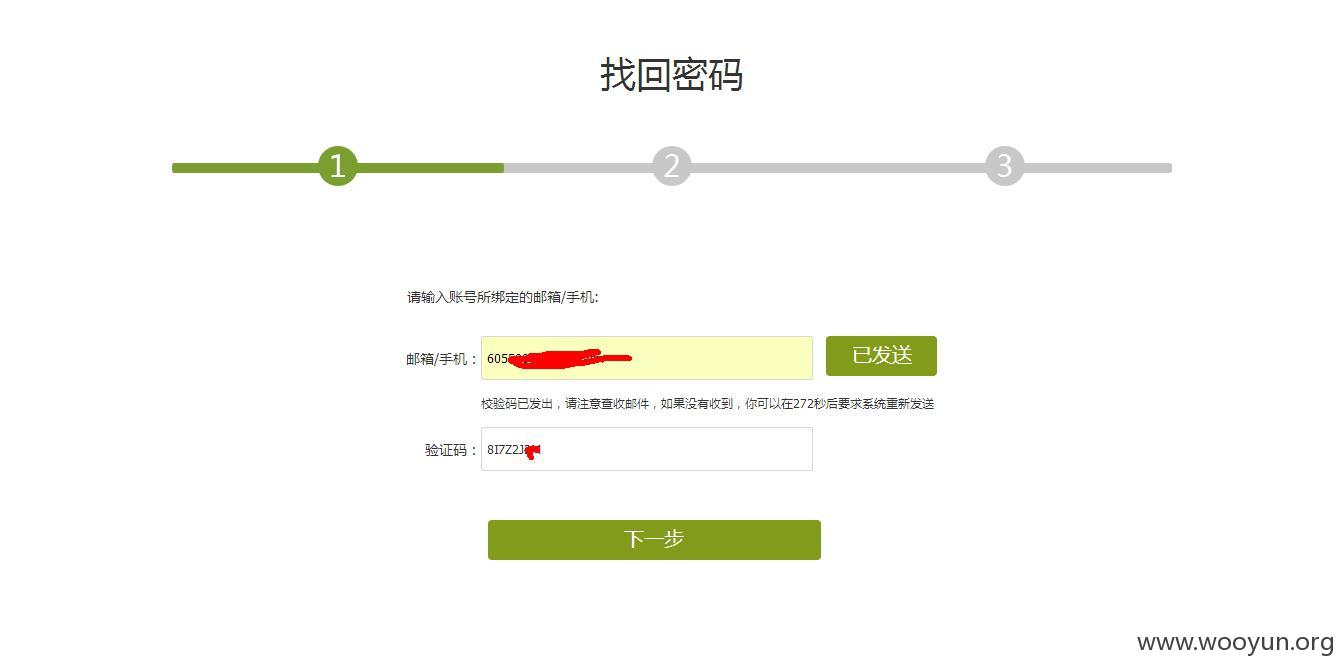 找回密码
1 2 3
请输入账号所绑定的邮箱/手机:
邮箱/手机： 605 已发送
校验码已发出，请注意查收邮件，如果没有收到，你可以在272秒后要求系统重新发送
验证码： 8I7Z2J
下一步
www.wooyun.org